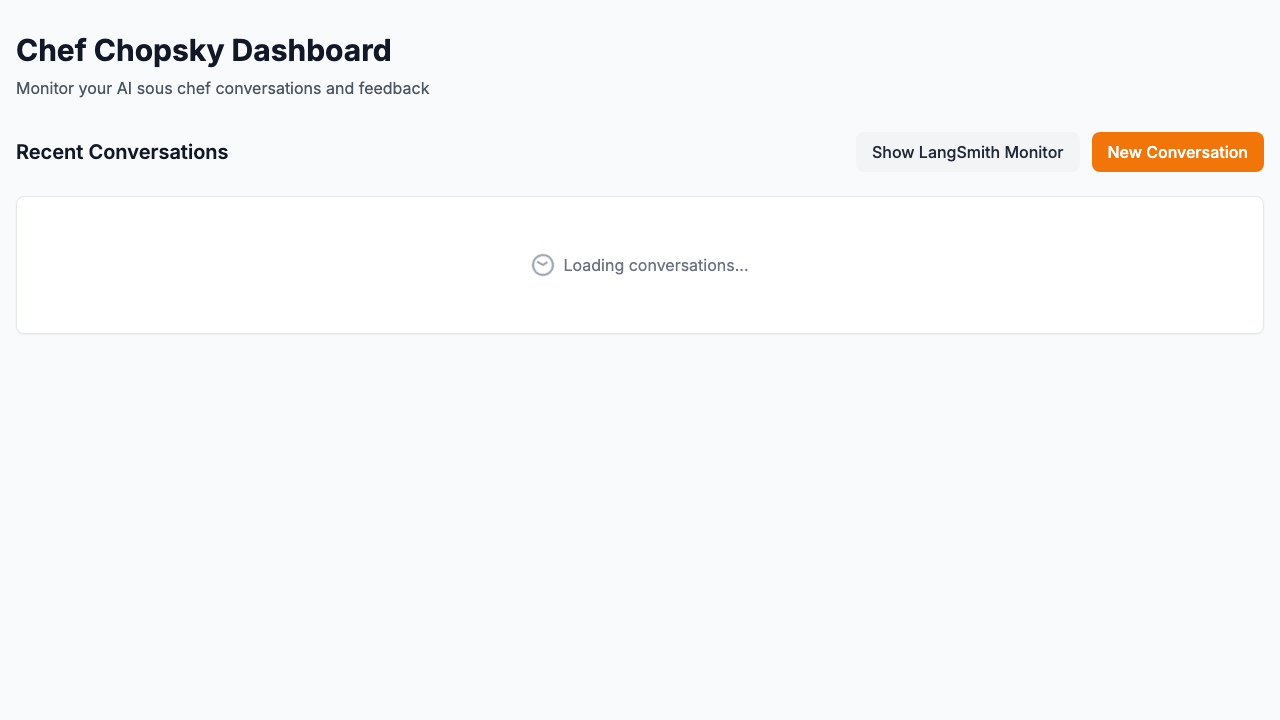 Chef Chopsky Dashboard
Monitor your AI sous chef conversations and feedback
Recent Conversations
Show LangSmith Monitor
New Conversation
Loading conversations...